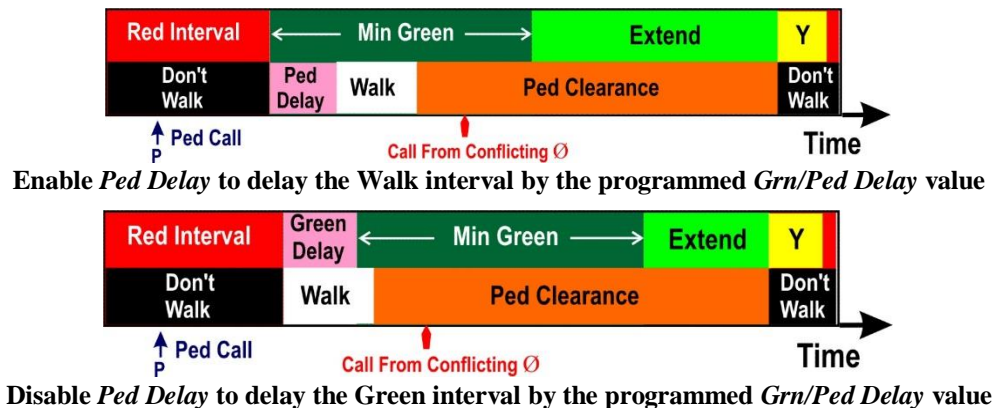 Red Interval Min Green Extend Y
Don't Walk Ped Delay Walk Ped Clearance Don't Walk
P Ped Call
Call From Conflicting Ø
Time
Enable Ped Delay to delay the Walk interval by the programmed Grn/Ped Delay value
Red Interval Green Delay Min Green Extend Y
Don't Walk Walk Ped Clearance Don't Walk
P Ped Call
Call From Conflicting Ø
Time
Disable Ped Delay to delay the Green interval by the programmed Grn/Ped Delay value